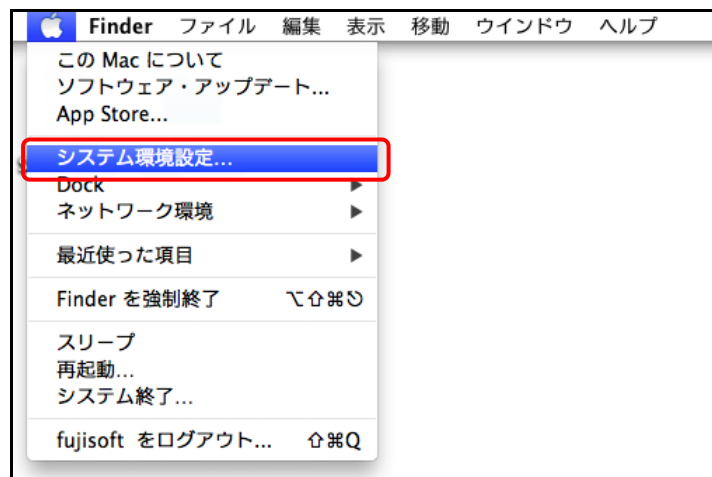 Finder ファイル 編集 表示 移動 ウインドウ ヘルプ
この Mac について
ソフトウェア・アップデート...
App Store...
システム環境設定...
Dock ▶
ネットワーク環境 ▶
最近使った項目 ▶
Finder を強制終了 ⌥⇧⌘⎋
スリープ
再起動...
システム終了...
fujisoft をログアウト... ⇧⌘Q